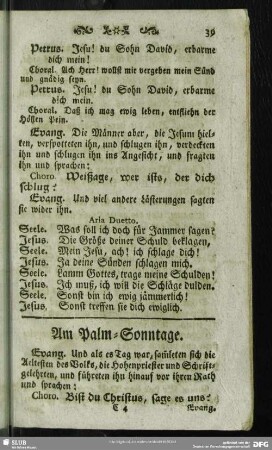 39
Petrus. Jesu! du Sohn David, erbarme
dich mein!
Choral. Ach Herr! wollst mir vergeben mein Sünd
und gnädig seyn.
Petrus. Jesu! du Sohn David, erbarme
dich mein.
Choral. Daß ich mag ewig leben, entfliehn der
Höllen Pein.
Evang. Die Männer aber, die Jesum hiel-
ten, verspotteten ihn, und schlugen ihn, verdeckten
ihn und schlugen ihn ins Angesicht, und fragten
ihn und sprachen:
Choro. Weissage, wer ists, der dich
schlug?
Evang. Und viel andere Lästerungen sagten
sie wider ihn.
Aria Duetto.
Seele. Was soll ich doch für Jammer sagen?
Jesus. Die Größe deiner Schuld beklagen,
Seele. Mein Jesu, ach! ich schlage dich!
Jesus. Ja deine Sünden schlagen mich.
Seele. Lamm Gottes, trage meine Schulden!
Jesus. Ich muß, ich will die Schläge dulden.
Seele. Sonst bin ich ewig jämmerlich!
Jesus. Sonst treffen sie dich ewiglich.
Am Palm-Sonntage.
Evang. Und als es Tag war, samleten sich die
Aeltesten des Volks, die Hohenpriester und Schrift-
gelehrten, und führeten ihn hinauf vor ihren Rath
und sprachen:
Choro. Bist du Christus, sage es uns?
C 4 Evang.
SLUB
DFG